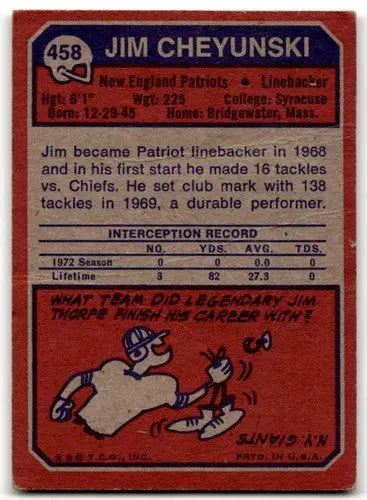 458 JIM CHEYUNSKI
New England Patriots • Linebacker
Hgt: 6'1" Wgt: 225 College: Syracuse
Born: 12-29-45 Home: Bridgewater, Mass.
Jim became Patriot linebacker in 1968
and in his first start he made 16 tackles
vs. Chiefs. He set club mark with 138
tackles in 1969, a durable performer.
INTERCEPTION RECORD
NO. YDS. AVG. TDS.
1972 Season 0 0 0.0 0
Lifetime 3 82 27.3 0
WHAT TEAM DID LEGENDARY JIM
THORPE FINISH HIS CAREER WITH?
N.Y. GIANTS
**© T.C.G., INC. PRTD. IN U.S.A.